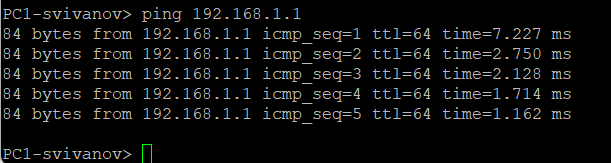 PC1-svivanov> ping 192.168.1.1
84 bytes from 192.168.1.1 icmp_seq=1 ttl=64 time=7.227 ms
84 bytes from 192.168.1.1 icmp_seq=2 ttl=64 time=2.750 ms
84 bytes from 192.168.1.1 icmp_seq=3 ttl=64 time=2.128 ms
84 bytes from 192.168.1.1 icmp_seq=4 ttl=64 time=1.714 ms
84 bytes from 192.168.1.1 icmp_seq=5 ttl=64 time=1.162 ms
PC1-svivanov>